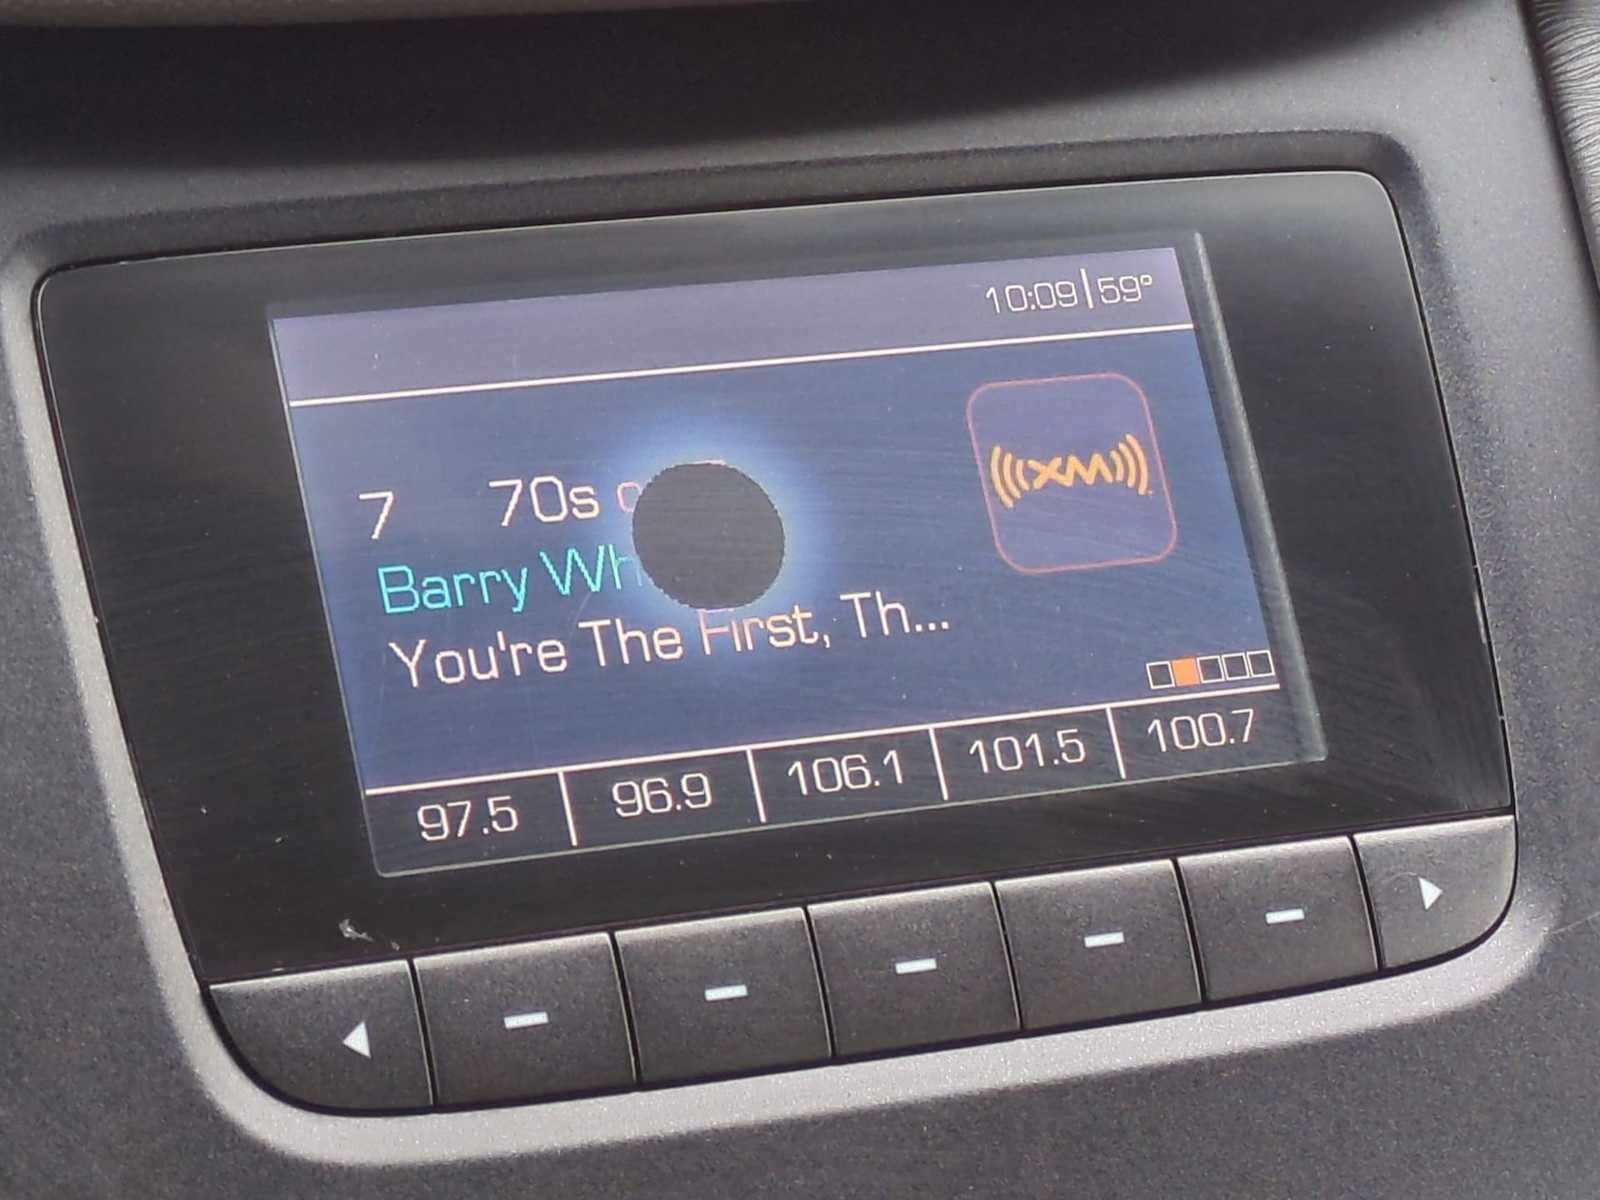 10:09 | 59°
((( XM )))
7 70s
Barry
You're The First, Th...
97.5 | 96.9 | 106.1 | 101.5 | 100.7